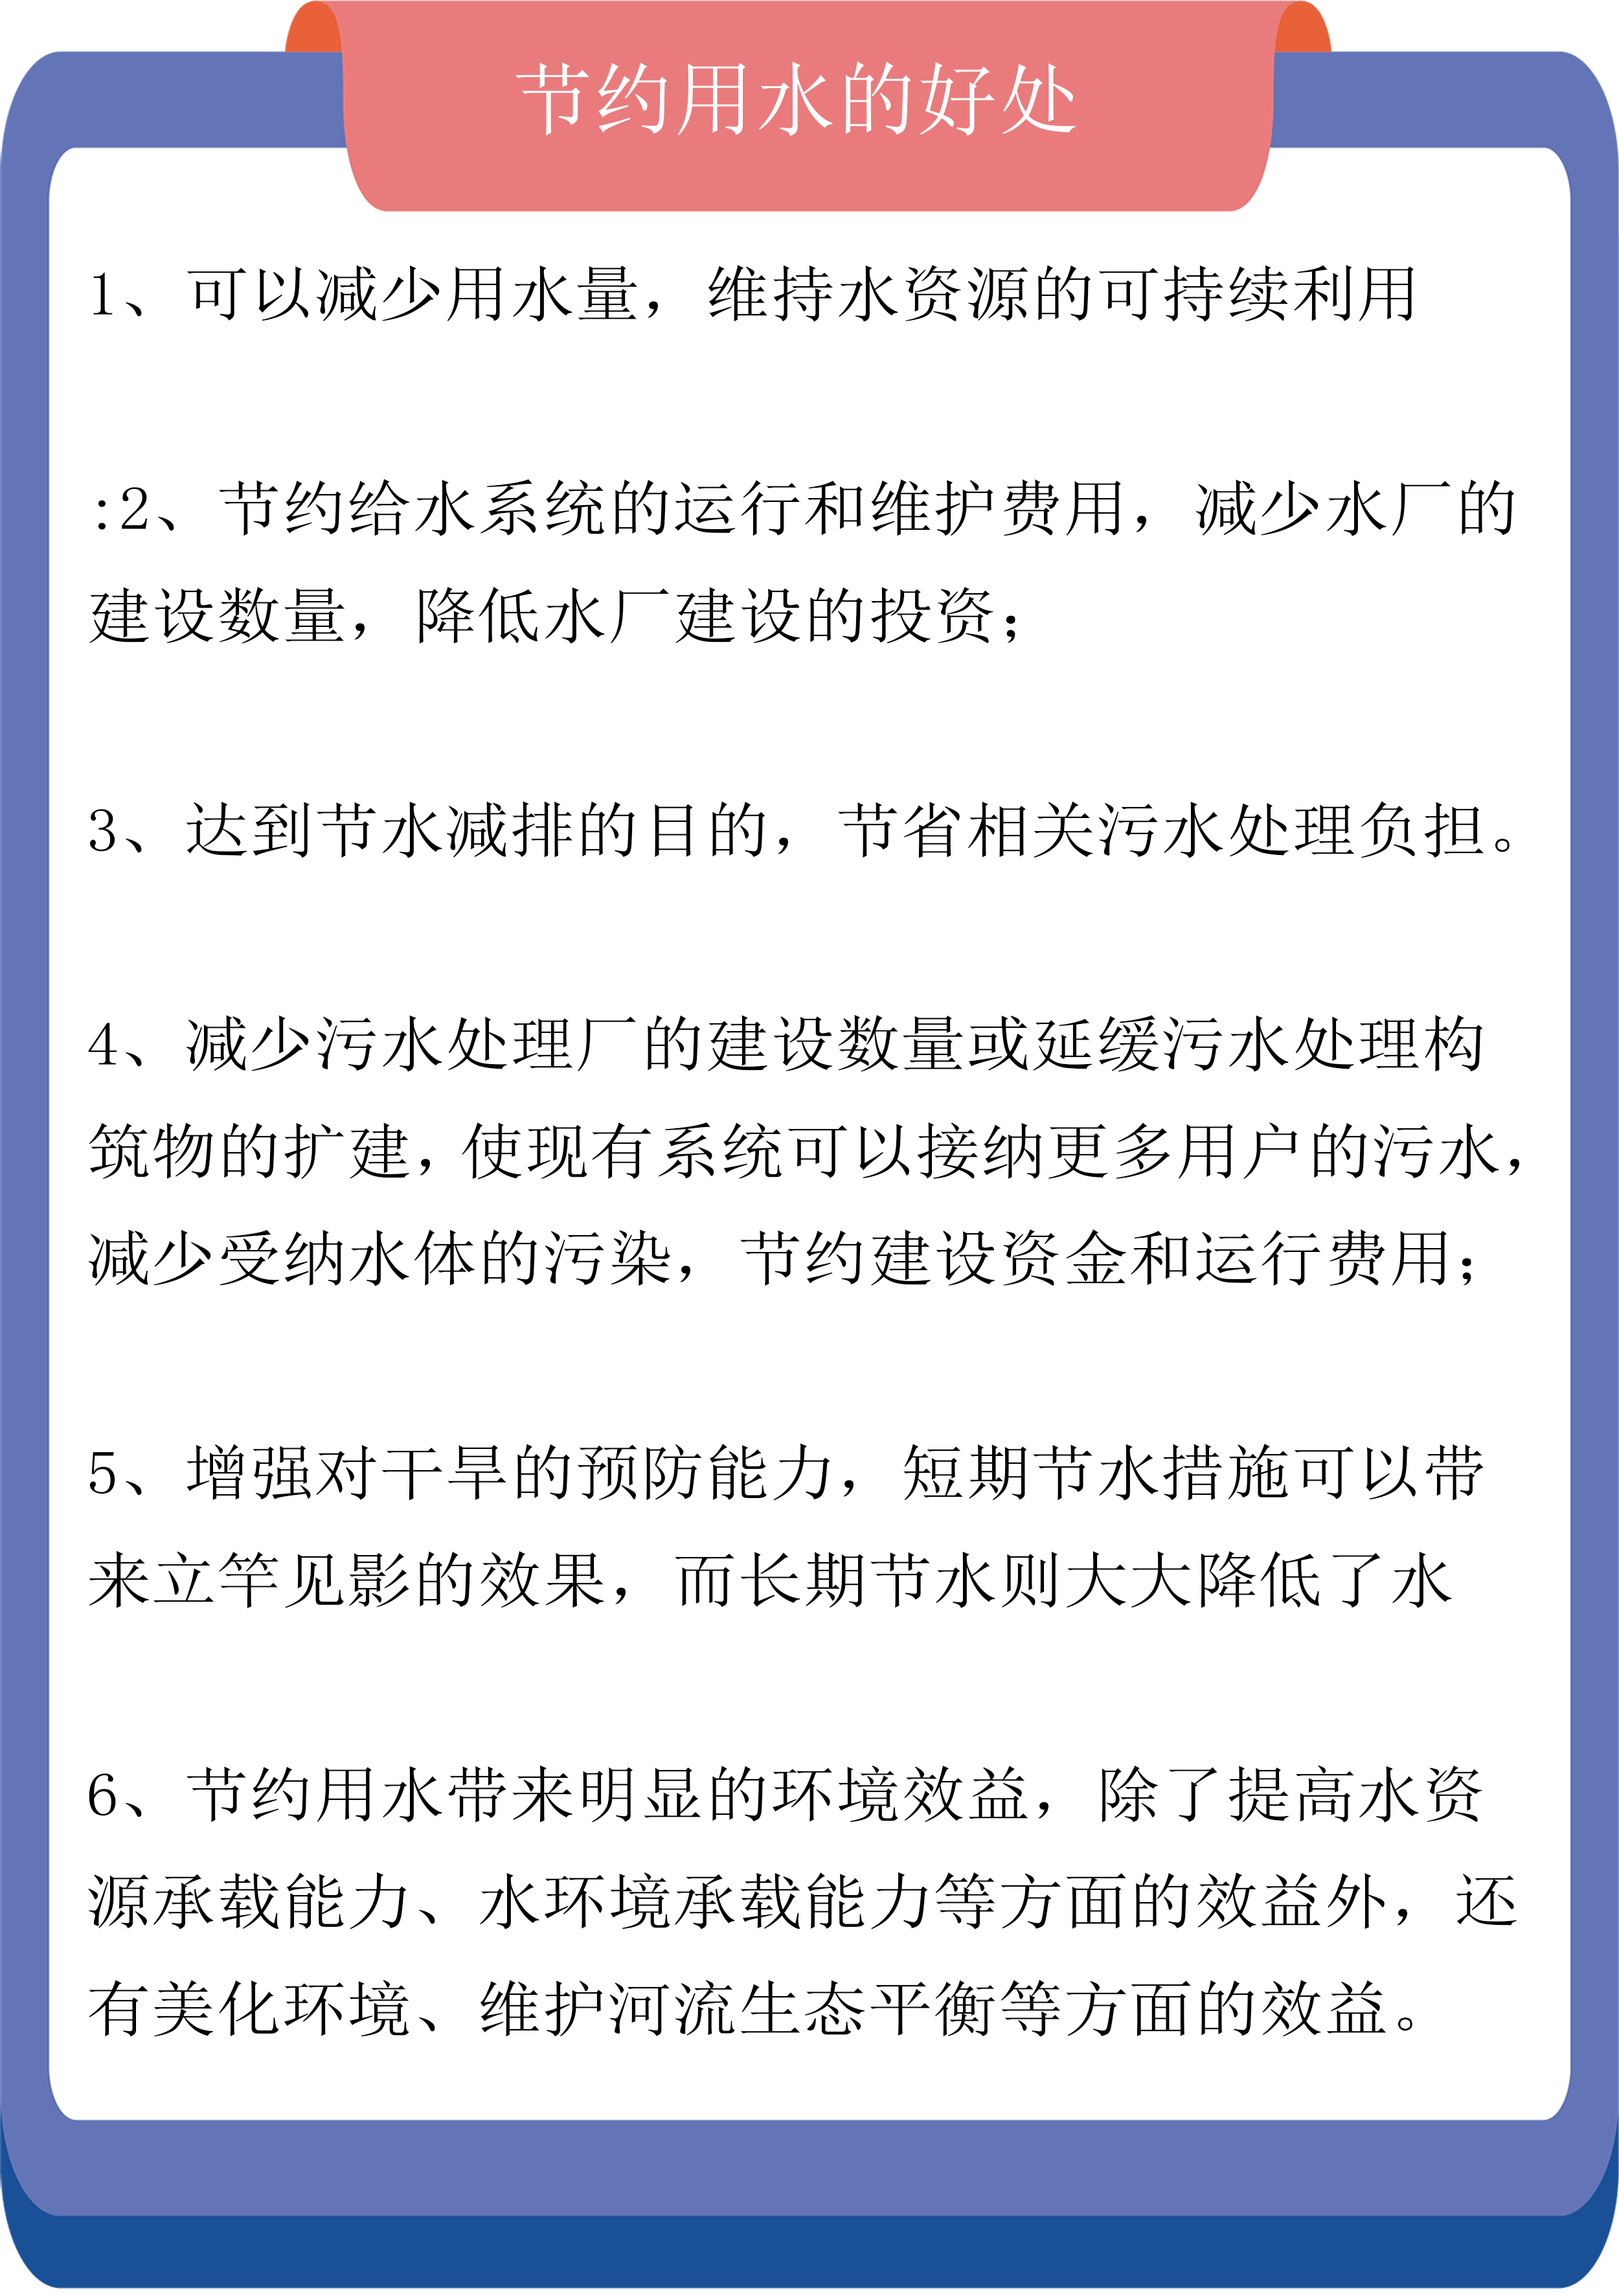 节约用水的好处
1、可以减少用水量，维持水资源的可持续利用
:2、节约给水系统的运行和维护费用，减少水厂的
建设数量，降低水厂建设的投资；
3、达到节水减排的目的，节省相关污水处理负担。
4、减少污水处理厂的建设数量或延缓污水处理构
筑物的扩建，使现有系统可以接纳更多用户的污水，
减少受纳水体的污染，节约建设资金和运行费用；
5、增强对干旱的预防能力，短期节水措施可以带
来立竿见影的效果，而长期节水则大大降低了水
6、节约用水带来明显的环境效益，除了提高水资
源承载能力、水环境承载能力等方面的效益外，还
有美化环境、维护河流生态平衡等方面的效益。